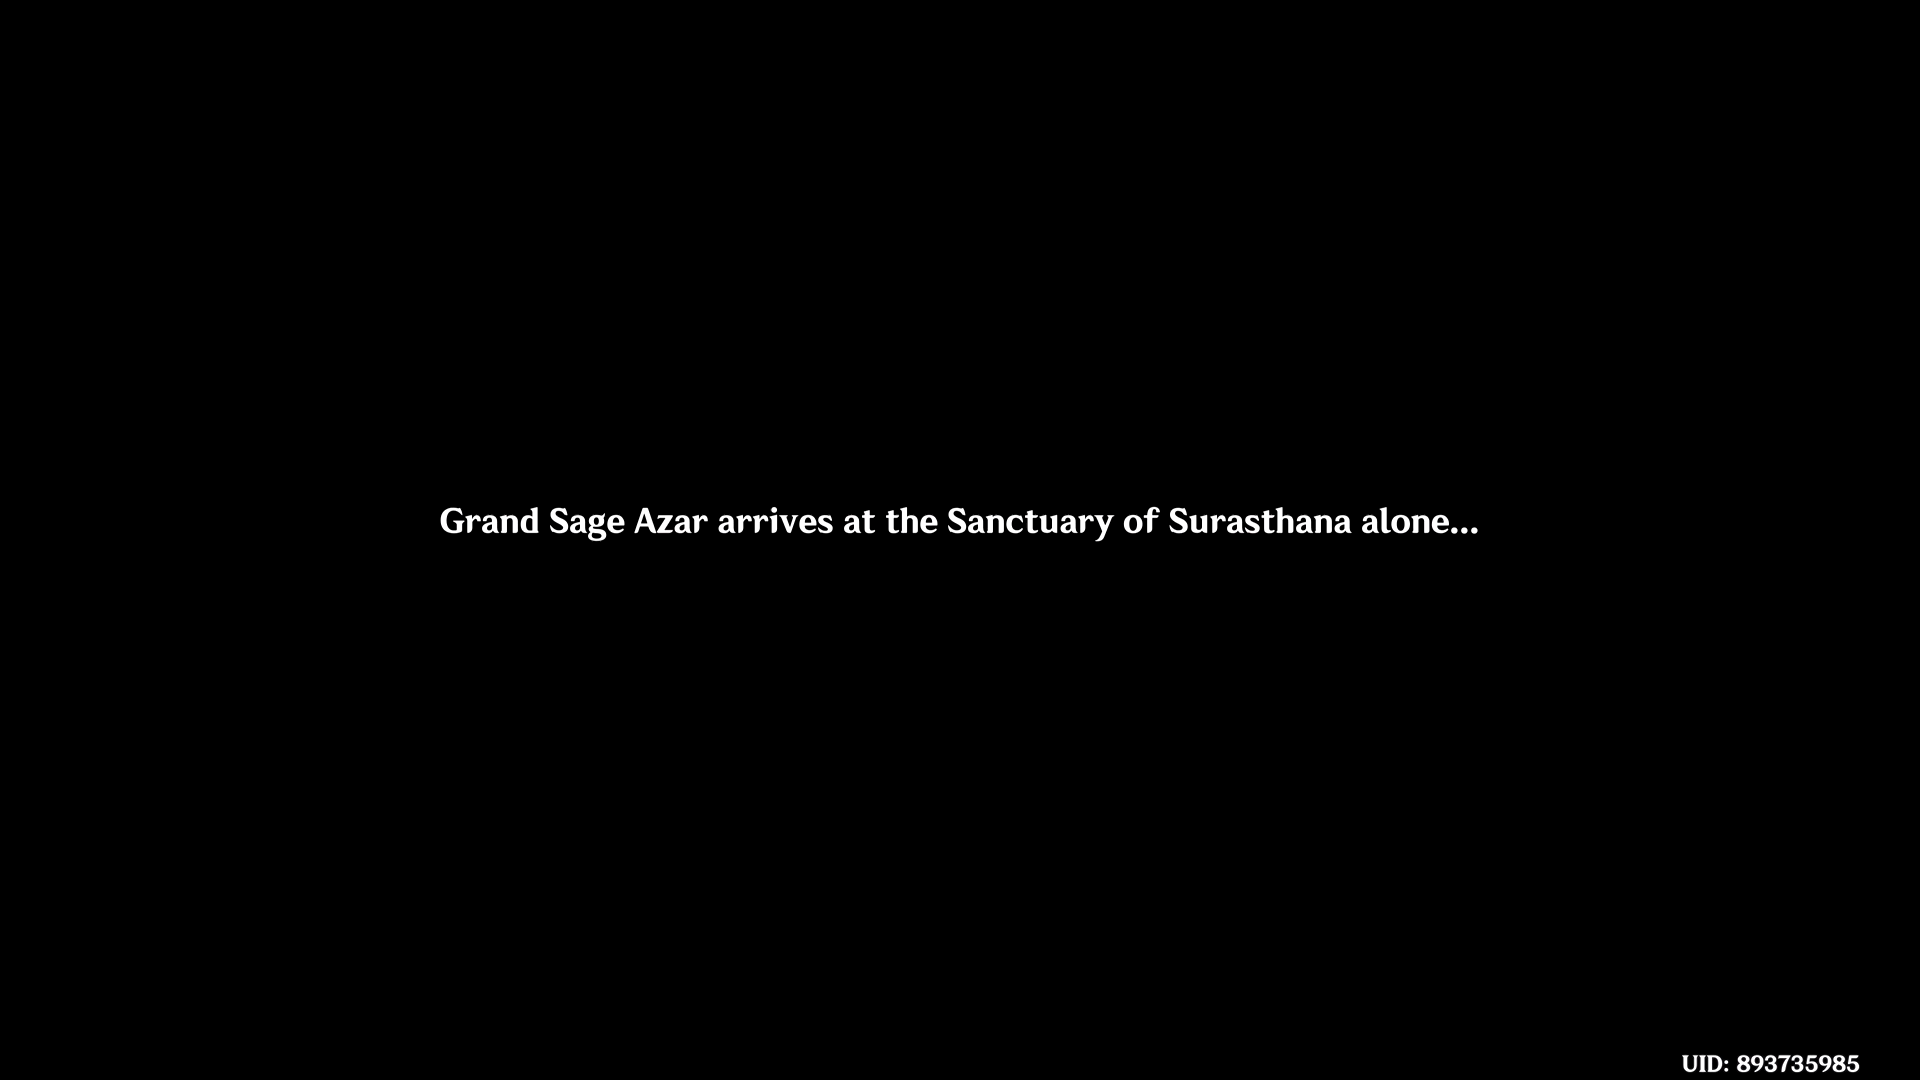 Grand Sage Azar arrives at the Sanctuary of Surasthana alone...
UID: 893735985